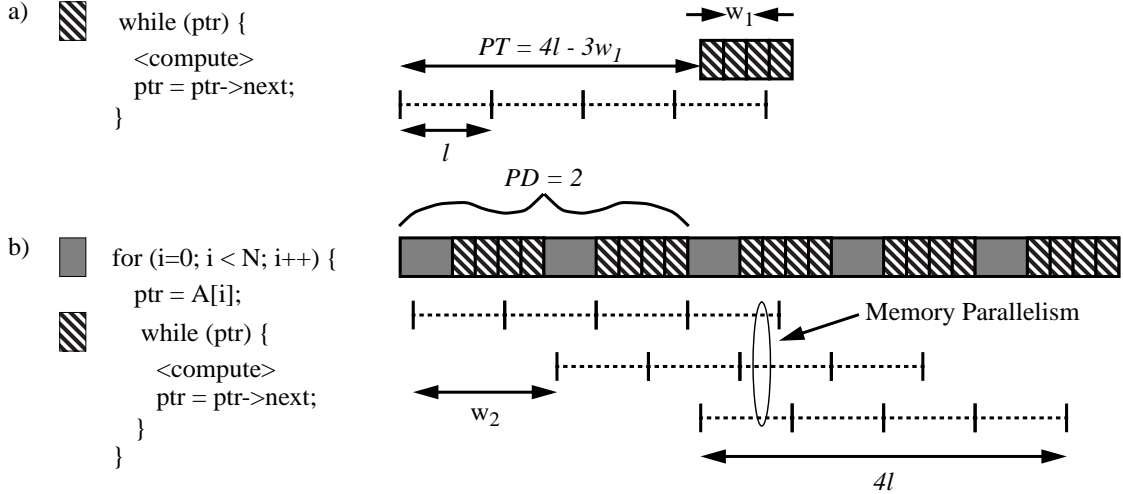 a)
while (ptr) {
<compute>
ptr = ptr->next;
}
w1
PT = 4l - 3w1
l
PD = 2
b)
for (i=0; i < N; i++) {
ptr = A[i];
while (ptr) {
<compute>
ptr = ptr->next;
}
}
Memory Parallelism
w2
4l